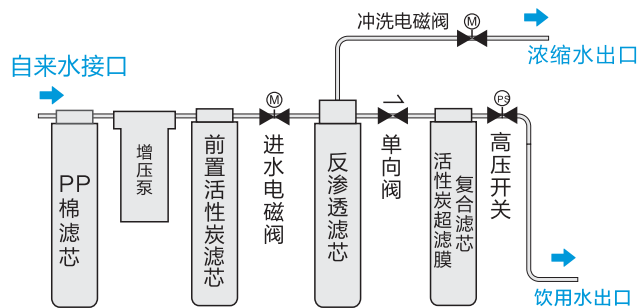 冲洗电磁阀
M
浓缩水出口
自来水接口
PP
棉滤芯
增压泵
前置活性炭滤芯
M
进水电磁阀
反渗透滤芯
单向阀
活性炭超滤膜
复合滤芯
PS
高压开关
饮用水出口